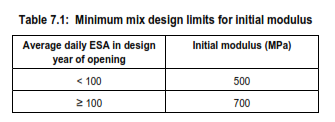 Table 7.1: Minimum mix design limits for initial modulus
Average daily ESA in design year of opening Initial modulus (MPa)
< 100 500
≥ 100 700